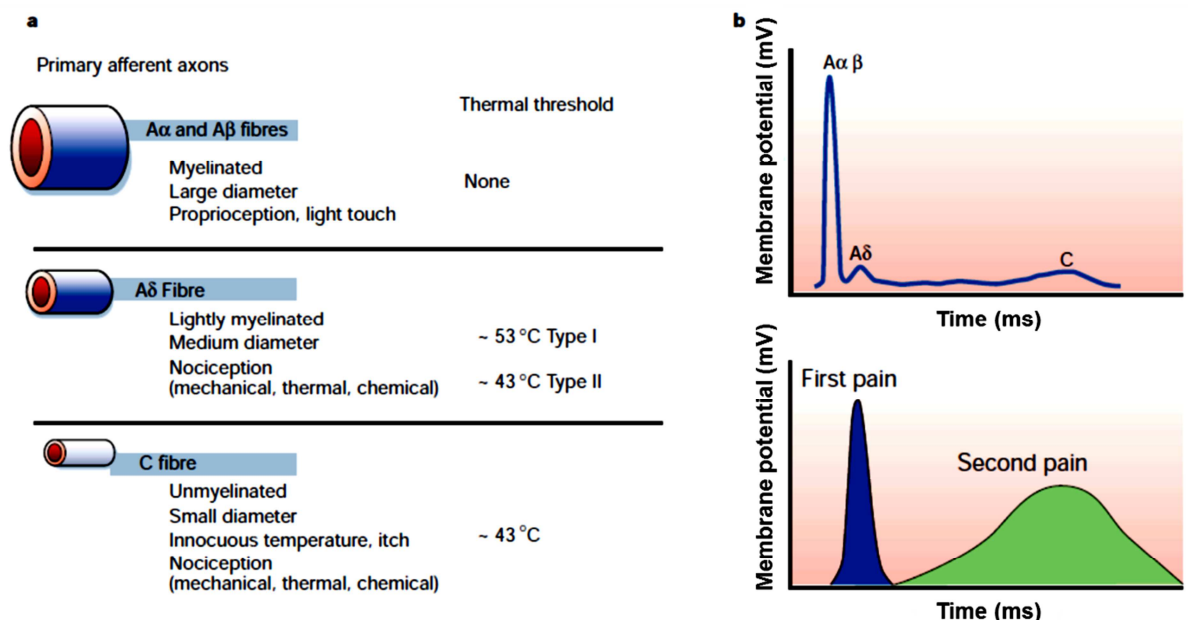 a
Primary afferent axons
Thermal threshold
Aα and Aβ fibres
Myelinated
Large diameter
Proprioception, light touch
None
Aδ Fibre
Lightly myelinated
Medium diameter
Nociception
(mechanical, thermal, chemical)
~ 53 °C Type I
~ 43 °C Type II
C fibre
Unmyelinated
Small diameter
Innocuous temperature, itch
Nociception
(mechanical, thermal, chemical)
~ 43 °C
b
Membrane potential (mV)
Aα β
Aδ
C
Time (ms)
Membrane potential (mV)
First pain
Second pain
Time (ms)